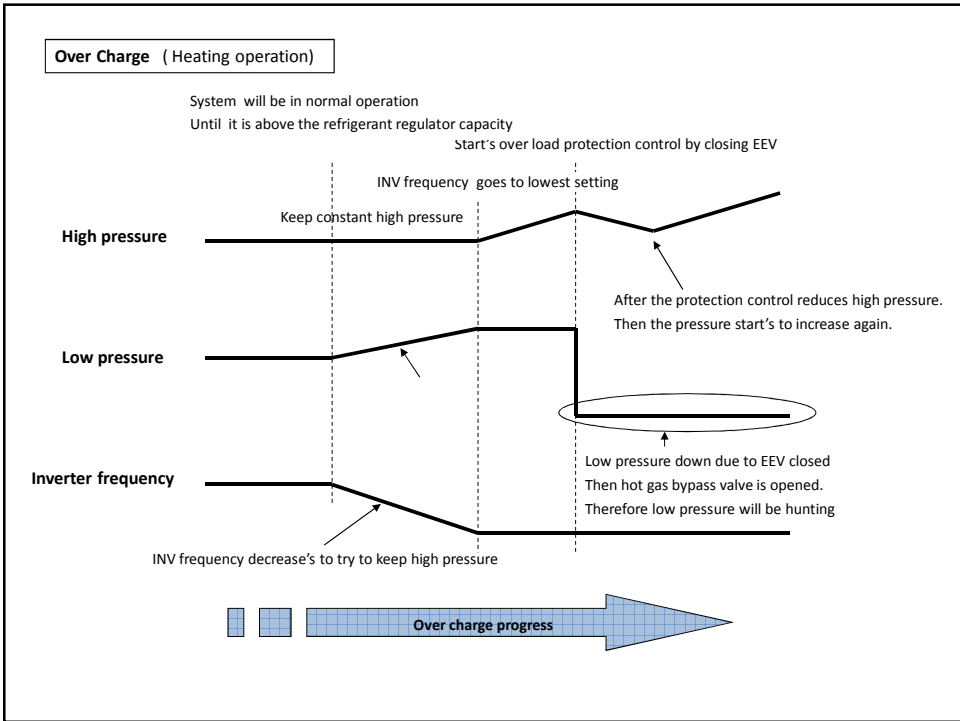 Over Charge ( Heating operation)
System will be in normal operation
Until it is above the refrigerant regulator capacity
Start's over load protection control by closing EEV
INV frequency goes to lowest setting
Keep constant high pressure
High pressure
After the protection control reduces high pressure.
Then the pressure start's to increase again.
Low pressure
Low pressure down due to EEV closed
Then hot gas bypass valve is opened.
Therefore low pressure will be hunting
Inverter frequency
INV frequency decrease's to try to keep high pressure
Over charge progress